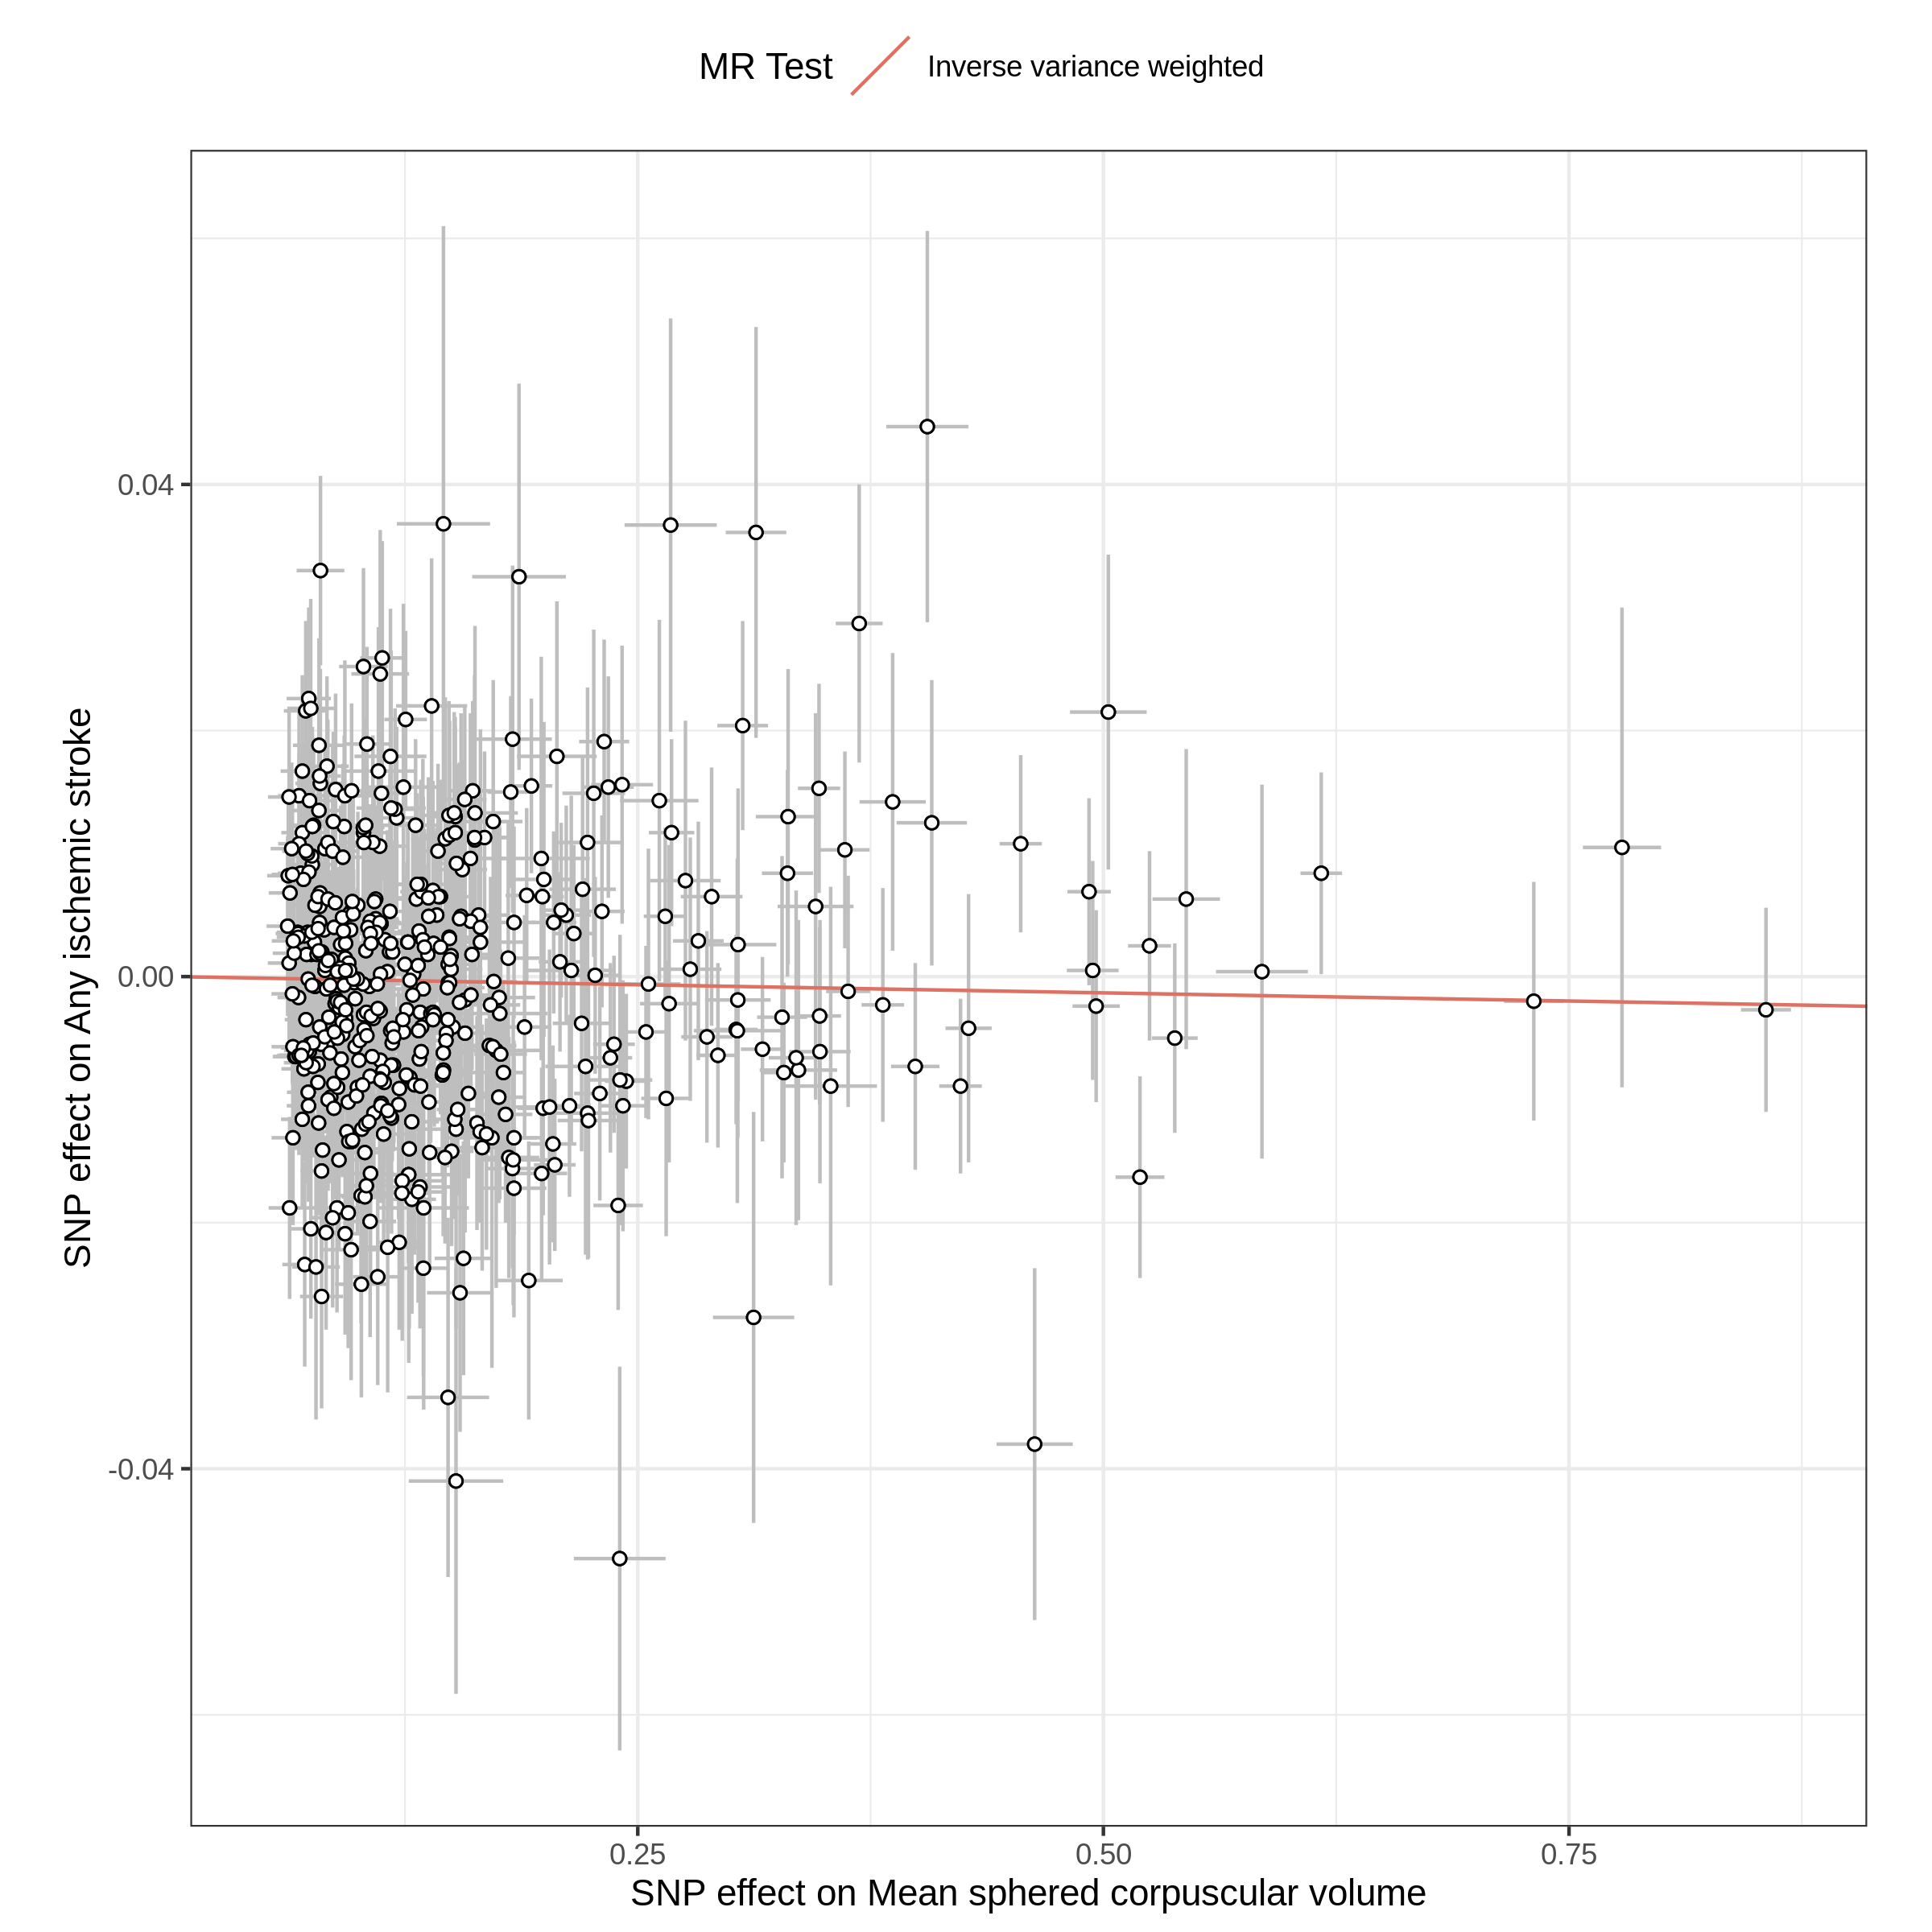 MR Test
Inverse variance weighted
SNP effect on Any ischemic stroke
0.04
0.00
-0.04
0.25
0.50
0.75
SNP effect on Mean sphered corpuscular volume